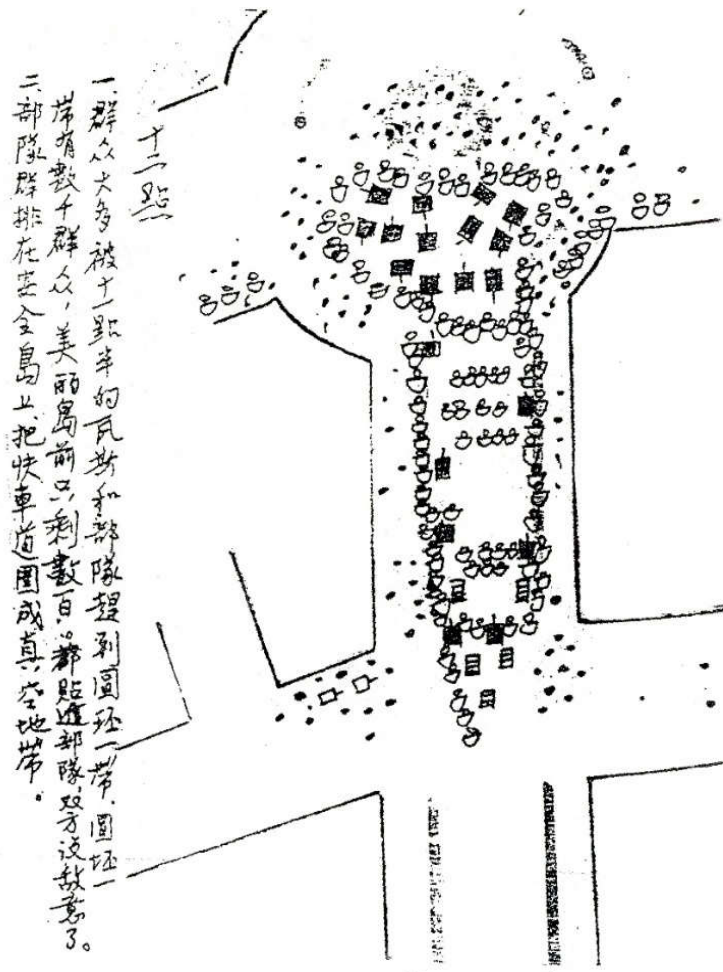 十二點
一、群众大多被十一點半的瓦斯和部隊趕到圓环一帶,圓环一
帶有數千群众,美丽島前只剩數百。都貼近部隊,双方没敌意了。
二、部隊群排在安全島上,把快車道圍成真空地帶。